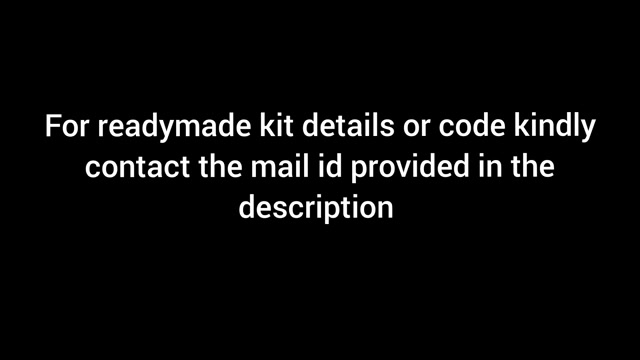 For readymade kit details or code kindly
contact the mail id provided in the
description